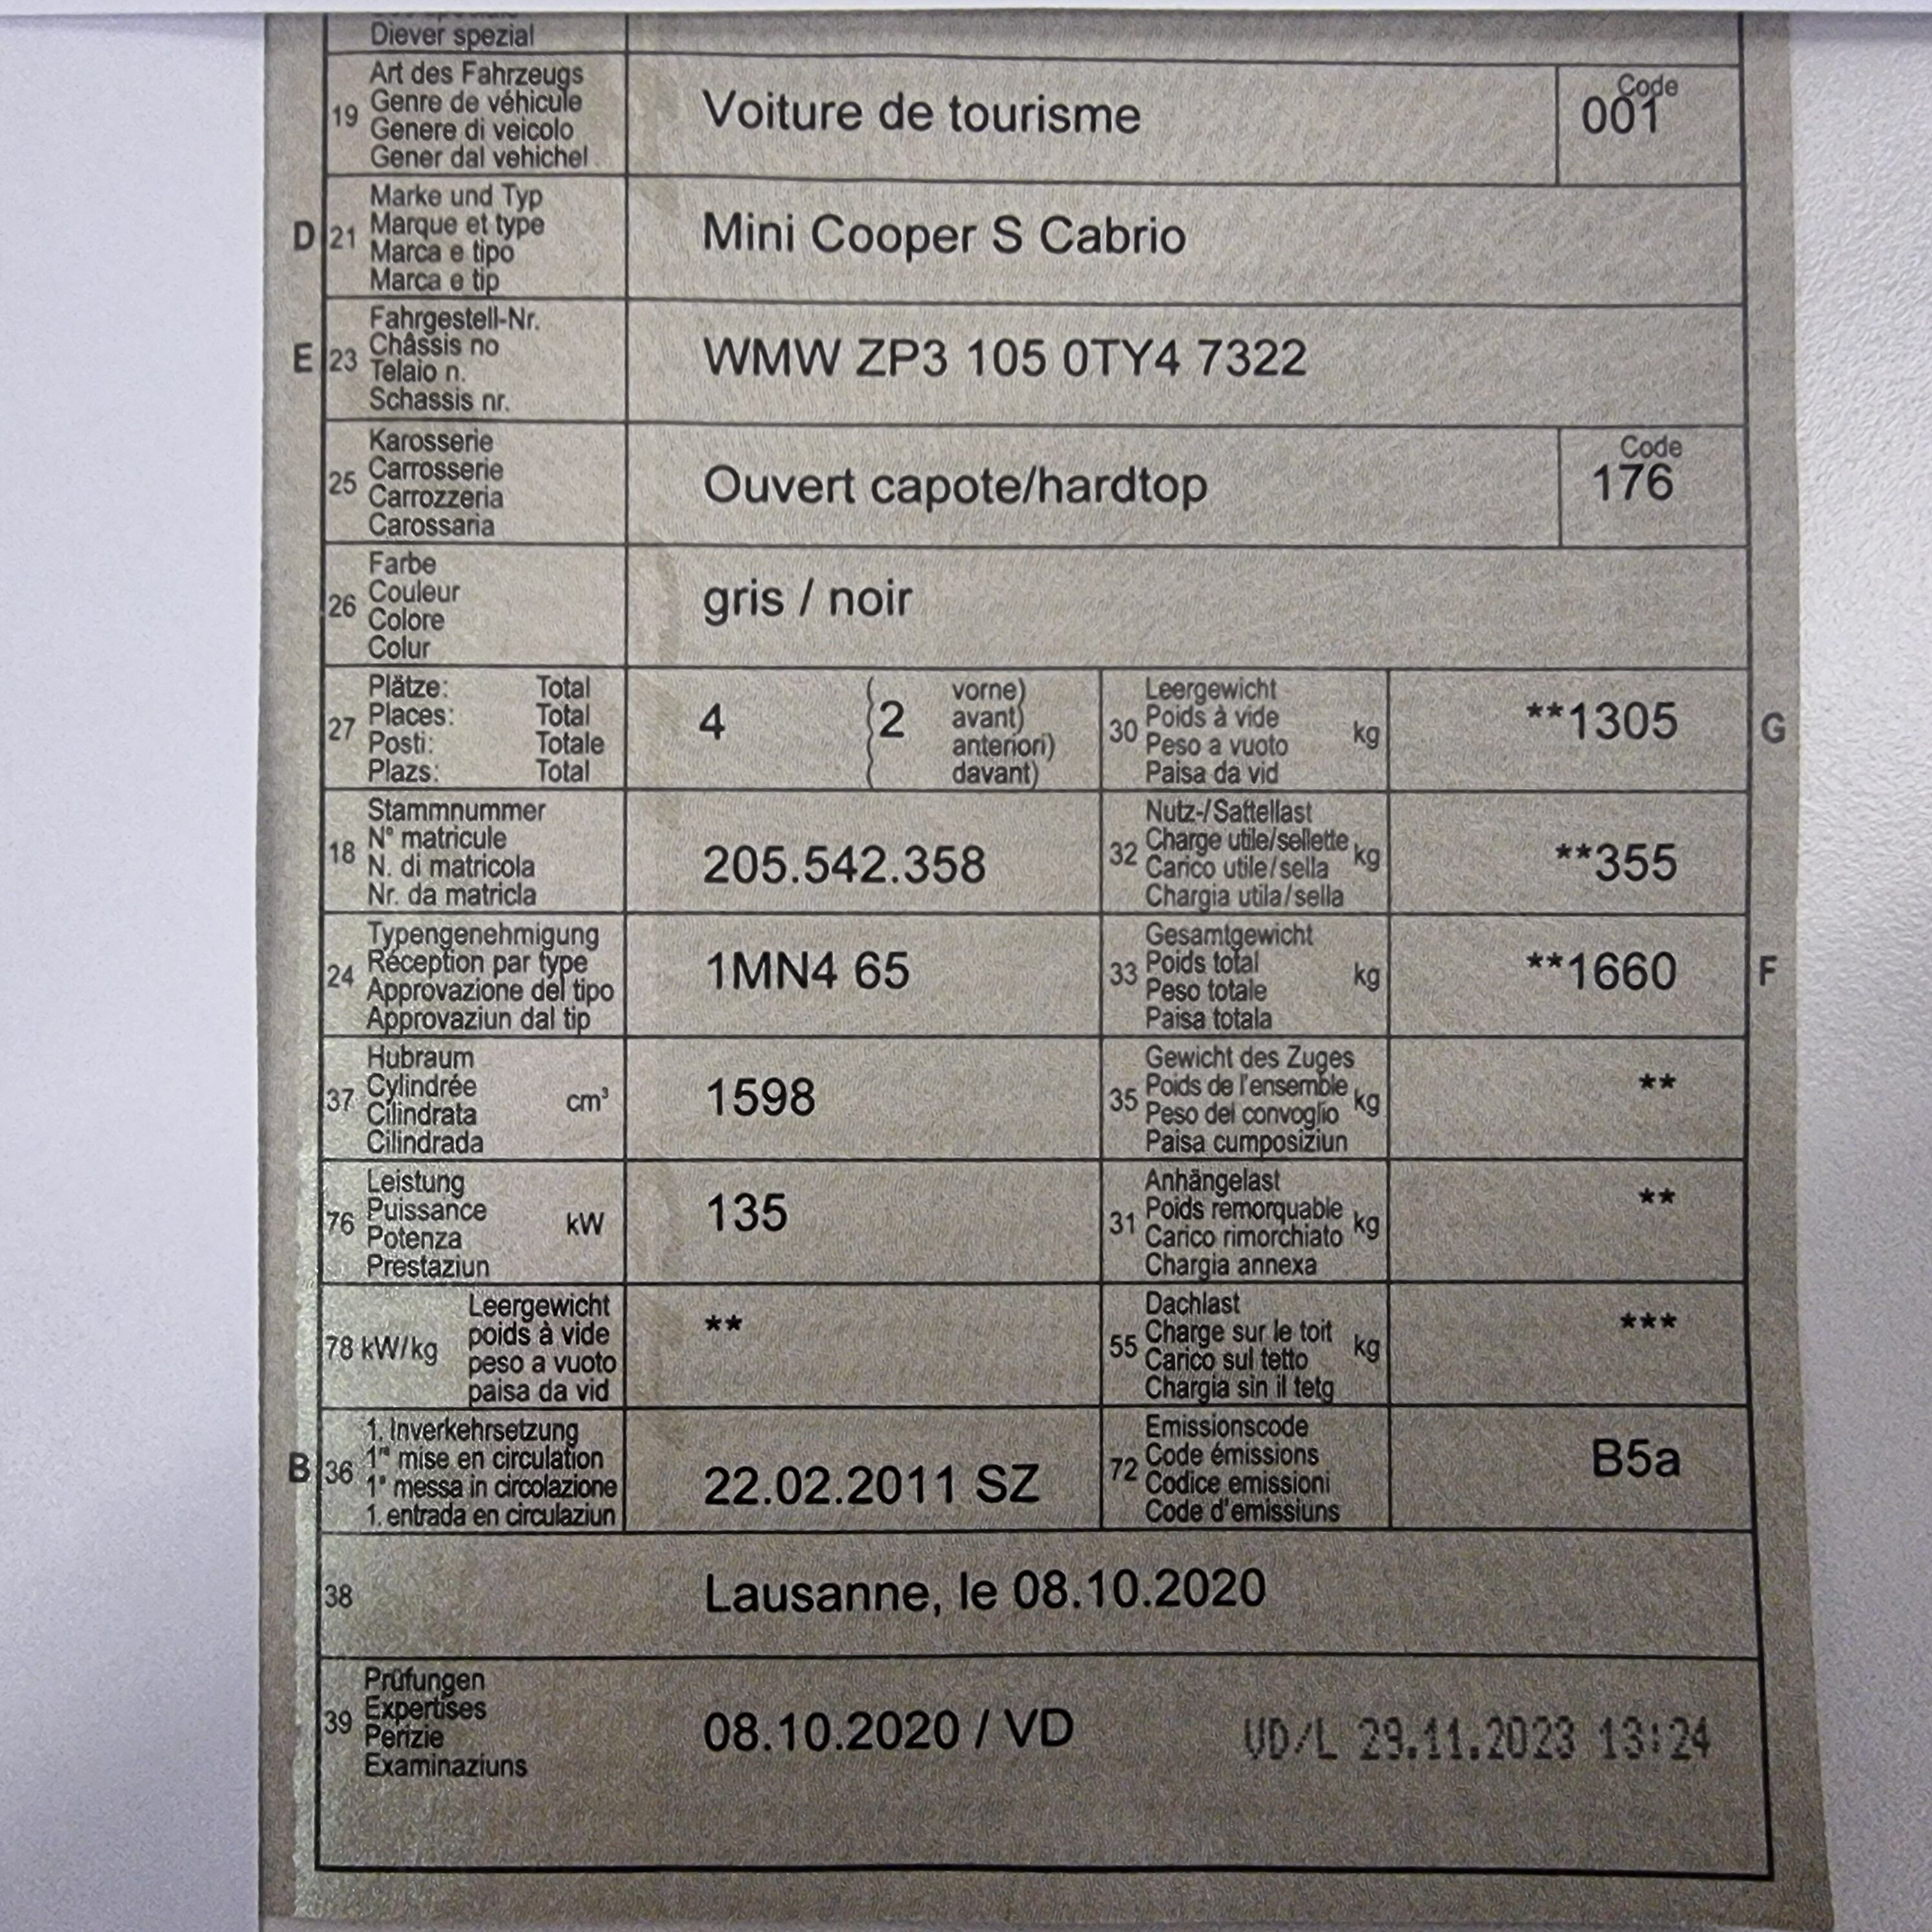 Diever spezial
19
Art des Fahrzeugs
Genre de véhicule
Genere di veicolo
Gener dal vehichel
Voiture de tourisme
Code
001
D
21
Marke und Typ
Marque et type
Marca e tipo
Marca e tip
Mini Cooper S Cabrio
E
23
Fahrgestell-Nr.
Châssis no
Telaio n.
Schassis nr.
WMW ZP3 105 0TY4 7322
25
Karosserie
Carrosserie
Carrozzeria
Carossaria
Ouvert capote/hardtop
Code
176
26
Farbe
Couleur
Colore
Colur
gris / noir
27
Plätze: Total
Places: Total
Posti: Totale
Plazs: Total
4
2
( vorne)
( avant)
( anteriori)
( davant)
30
Leergewicht
Poids à vide
Peso a vuoto
Paisa da vid
kg
**1305
G
18
Stammnummer
N° matricule
N. di matricola
Nr. da matricla
205.542.358
32
Nutz-/Sattellast
Charge utile/sellette
Carico utile/sella
Chargia utila/sella
kg
**355
24
Typengenehmigung
Réception par type
Approvazione del tipo
Approvaziun dal tip
1MN4 65
33
Gesamtgewicht
Poids total
Peso totale
Paisa totala
kg
**1660
F
37
Hubraum
Cylindrée
Cilindrata
Cilindrada
cm³
1598
35
Gewicht des Zuges
Poids de l'ensemble
Peso del convoglio
Paisa cumposiziun
kg
**
76
Leistung
Puissance
Potenza
Prestaziun
kW
135
31
Anhängelast
Poids remorquable
Carico rimorchiato
Chargia annexa
kg
**
78 kW/kg
Leergewicht
poids à vide
peso a vuoto
paisa da vid
**
55
Dachlast
Charge sur le toit
Carico sul tetto
Chargia sin il tetg
kg
***
B
36
1. Inverkehrsetzung
1re mise en circulation
1a messa in circolazione
1. entrada en circulaziun
22.02.2011 SZ
72
Emissionscode
Code émissions
Codice emissioni
Code d'emissiuns
B5a
38
Lausanne, le 08.10.2020
39
Prüfungen
Expertises
Perizie
Examinaziuns
08.10.2020 / VD
VD/L 29.11.2023 13:24